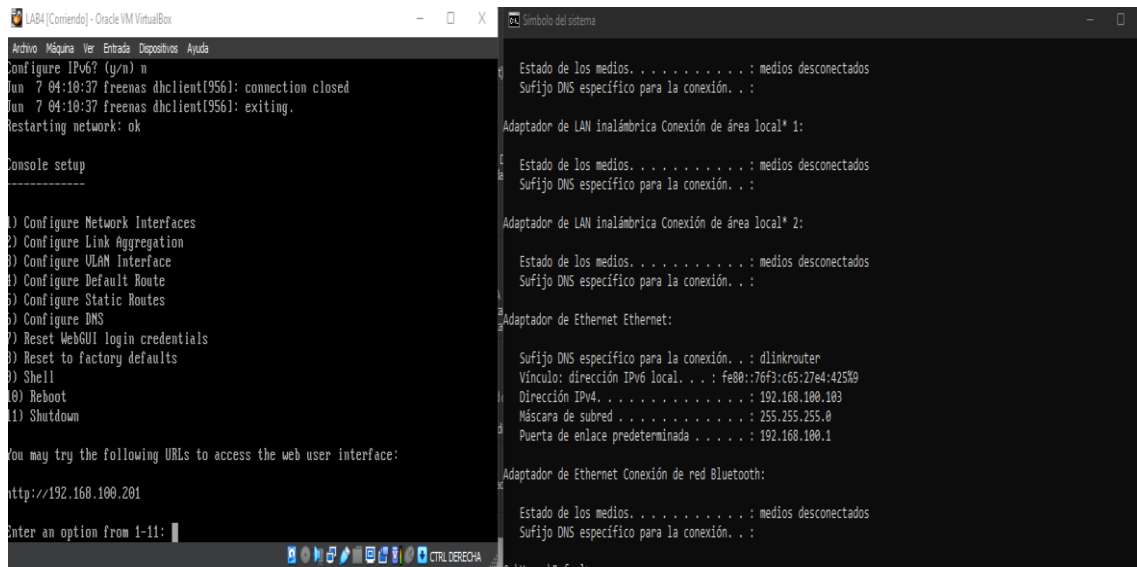 LAB4 [Corriendo] - Oracle VM VirtualBox
Archivo Máquina Ver Entrada Dispositivos Ayuda
Configure IPv6? (y/n) n
Jun 7 04:10:37 freenas dhclient[956]: connection closed
Jun 7 04:10:37 freenas dhclient[956]: exiting.
Restarting network: ok
Console setup
-------------
1) Configure Network Interfaces
2) Configure Link Aggregation
3) Configure VLAN Interface
4) Configure Default Route
5) Configure Static Routes
6) Configure DNS
7) Reset WebGUI login credentials
8) Reset to factory defaults
9) Shell
10) Reboot
11) Shutdown
You may try the following URLs to access the web user interface:
http://192.168.100.201
Enter an option from 1-11:
CTRL DERECHA
Símbolo del sistema
Estado de los medios. . . . . . . . . . . : medios desconectados
Sufijo DNS específico para la conexión. . :
Adaptador de LAN inalámbrica Conexión de área local* 1:
Estado de los medios. . . . . . . . . . . : medios desconectados
Sufijo DNS específico para la conexión. . :
Adaptador de LAN inalámbrica Conexión de área local* 2:
Estado de los medios. . . . . . . . . . . : medios desconectados
Sufijo DNS específico para la conexión. . :
Adaptador de Ethernet Ethernet:
Sufijo DNS específico para la conexión. . : dlinkrouter
Vínculo: dirección IPv6 local. . . : fe80::76f3:c65:27e4:425%9
Dirección IPv4. . . . . . . . . . . . . . : 192.168.100.103
Máscara de subred . . . . . . . . . . . . : 255.255.255.0
Puerta de enlace predeterminada . . . . . : 192.168.100.1
Adaptador de Ethernet Conexión de red Bluetooth:
Estado de los medios. . . . . . . . . . . : medios desconectados
Sufijo DNS específico para la conexión. . :